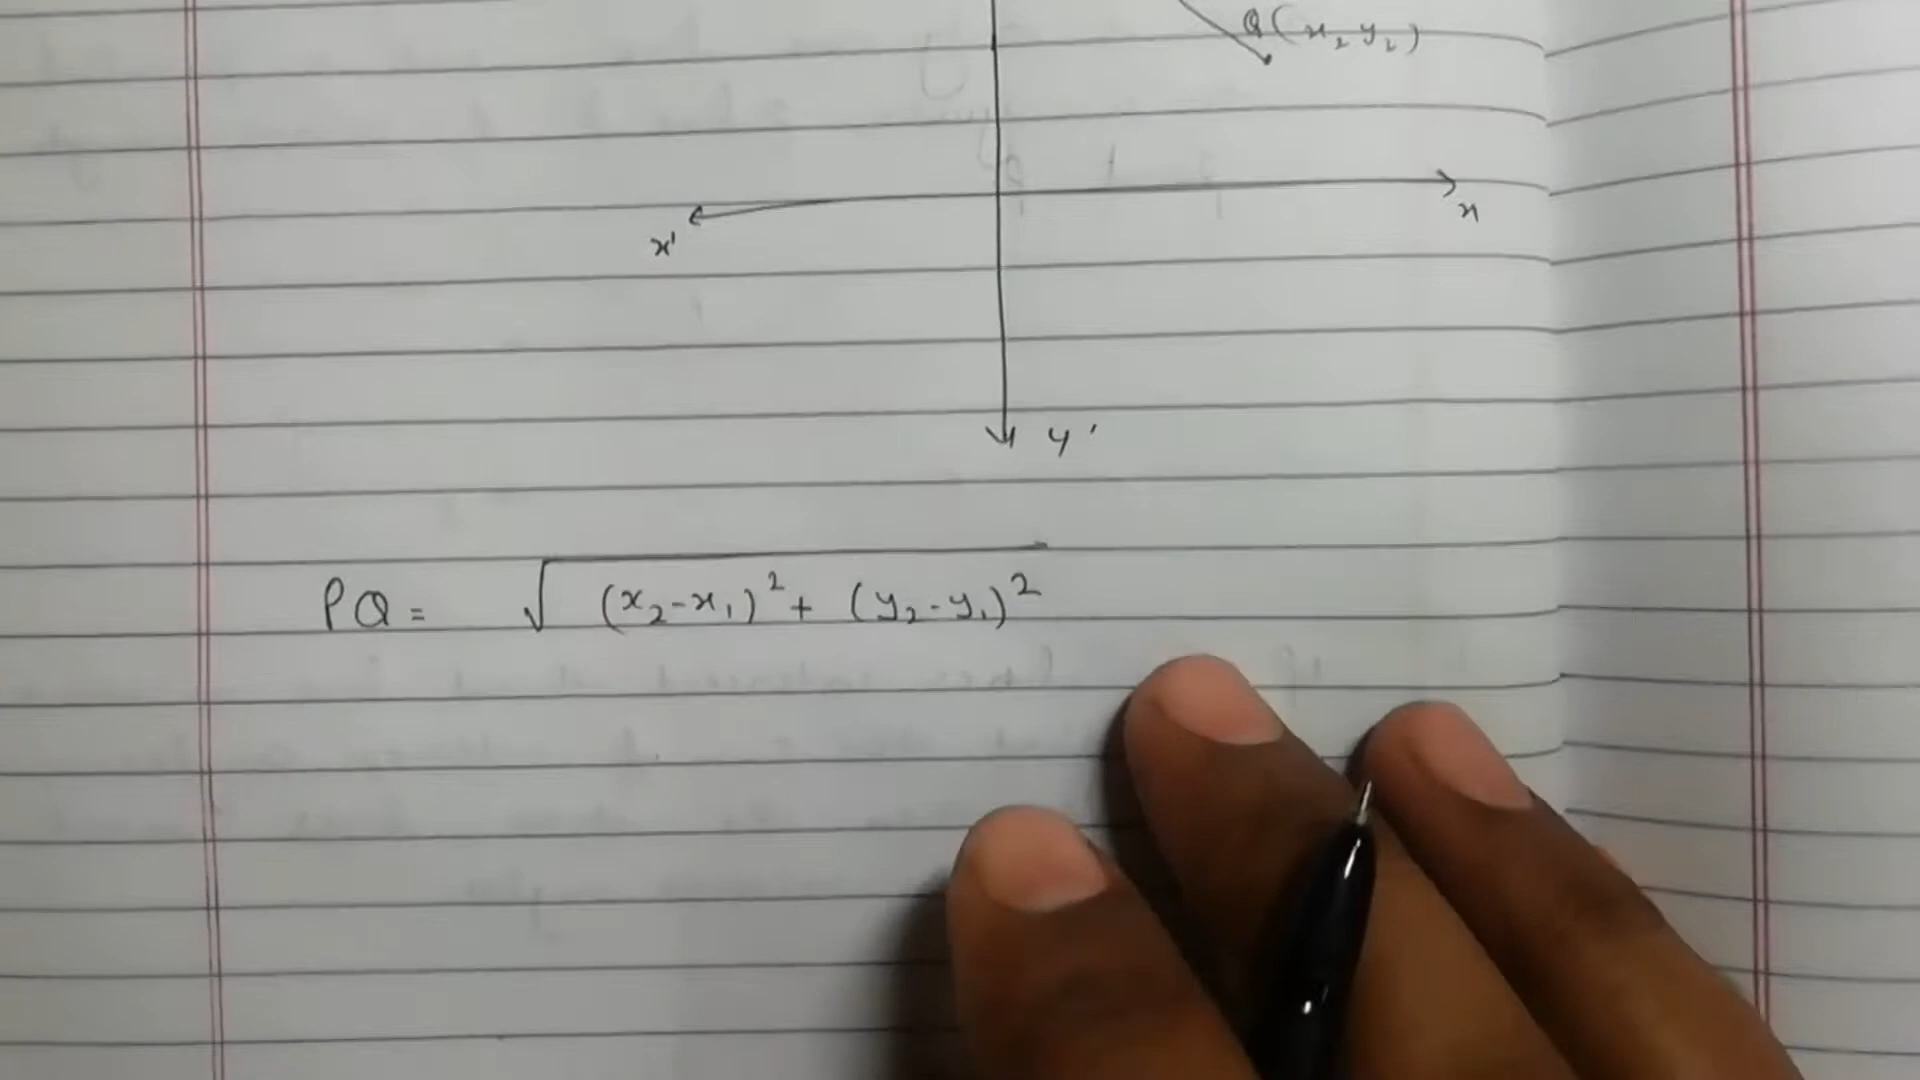 Q(x₂ y₂)
x
x'
y'
PQ = √(x₂-x₁)² + (y₂-y₁)²